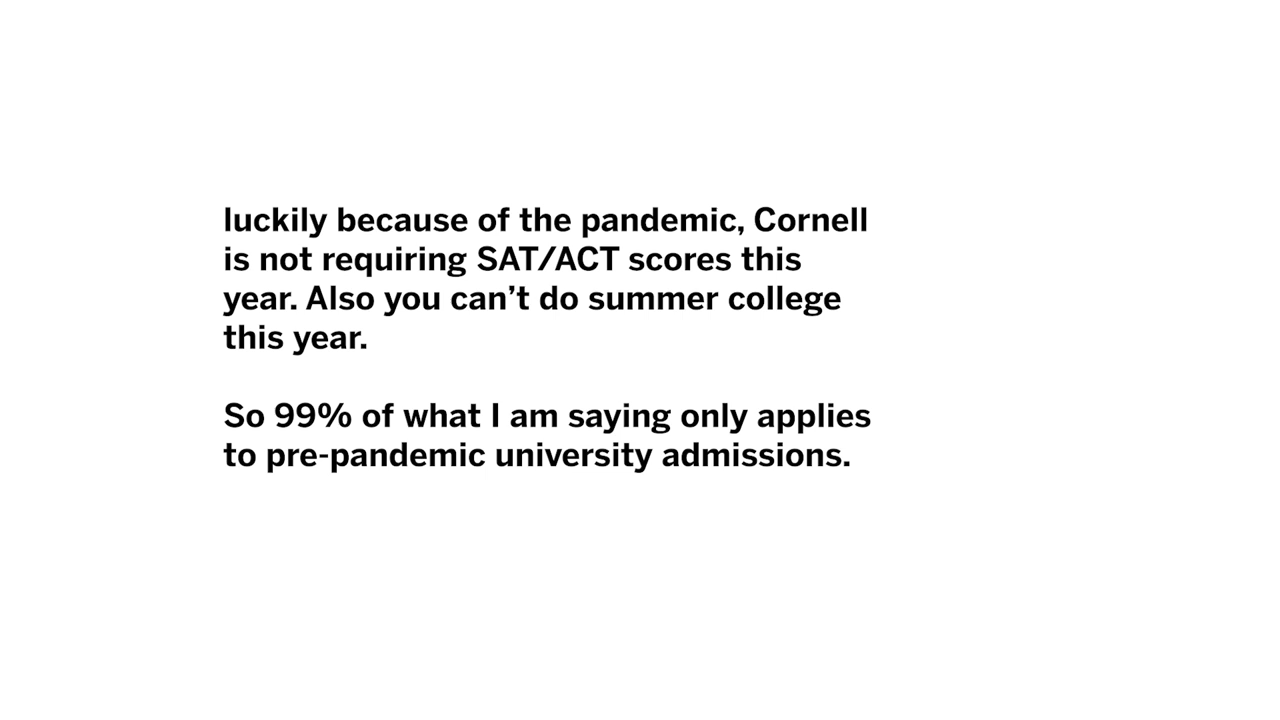 luckily because of the pandemic, Cornell
is not requiring SAT/ACT scores this
year. Also you can’t do summer college
this year.
So 99% of what I am saying only applies
to pre-pandemic university admissions.